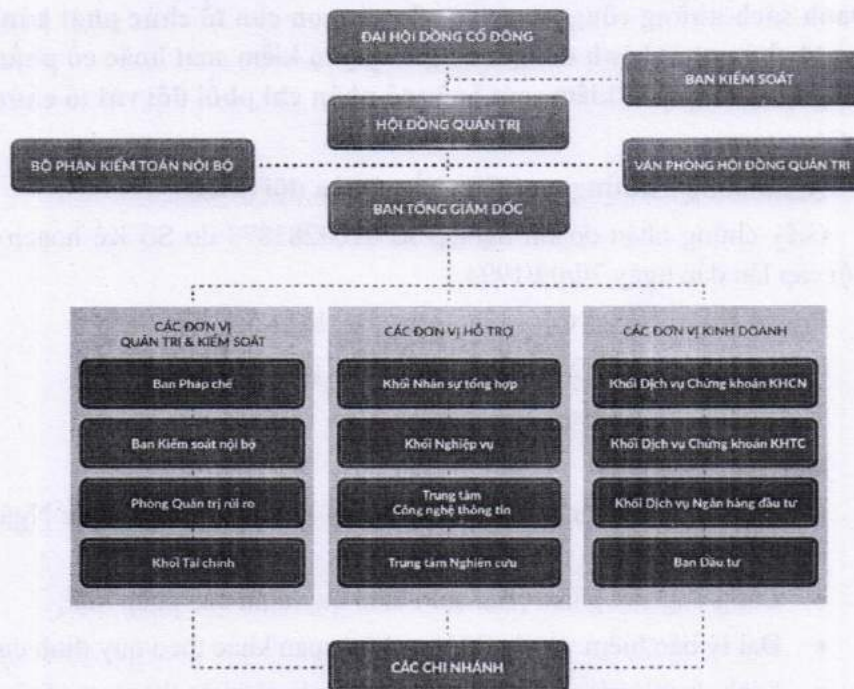 ĐẠI HỘI ĐỒNG CỔ ĐÔNG
BAN KIỂM SOÁT
HỘI ĐỒNG QUẢN TRỊ
BỘ PHẬN KIỂM TOÁN NỘI BỘ
VĂN PHÒNG HỘI ĐỒNG QUẢN TRỊ
BAN TỔNG GIÁM ĐỐC
CÁC ĐƠN VỊ
QUẢN TRỊ & KIỂM SOÁT
Ban Pháp chế
Ban Kiểm soát nội bộ
Phòng Quản trị rủi ro
Khối Tài chính
CÁC ĐƠN VỊ HỖ TRỢ
Khối Nhân sự tổng hợp
Khối Nghiệp vụ
Trung tâm
Công nghệ thông tin
Trung tâm Nghiên cứu
CÁC ĐƠN VỊ KINH DOANH
Khối Dịch vụ Chứng khoán KHCN
Khối Dịch vụ Chứng khoán KHTC
Khối Dịch vụ Ngân hàng đầu tư
Ban Đầu tư
CÁC CHI NHÁNH